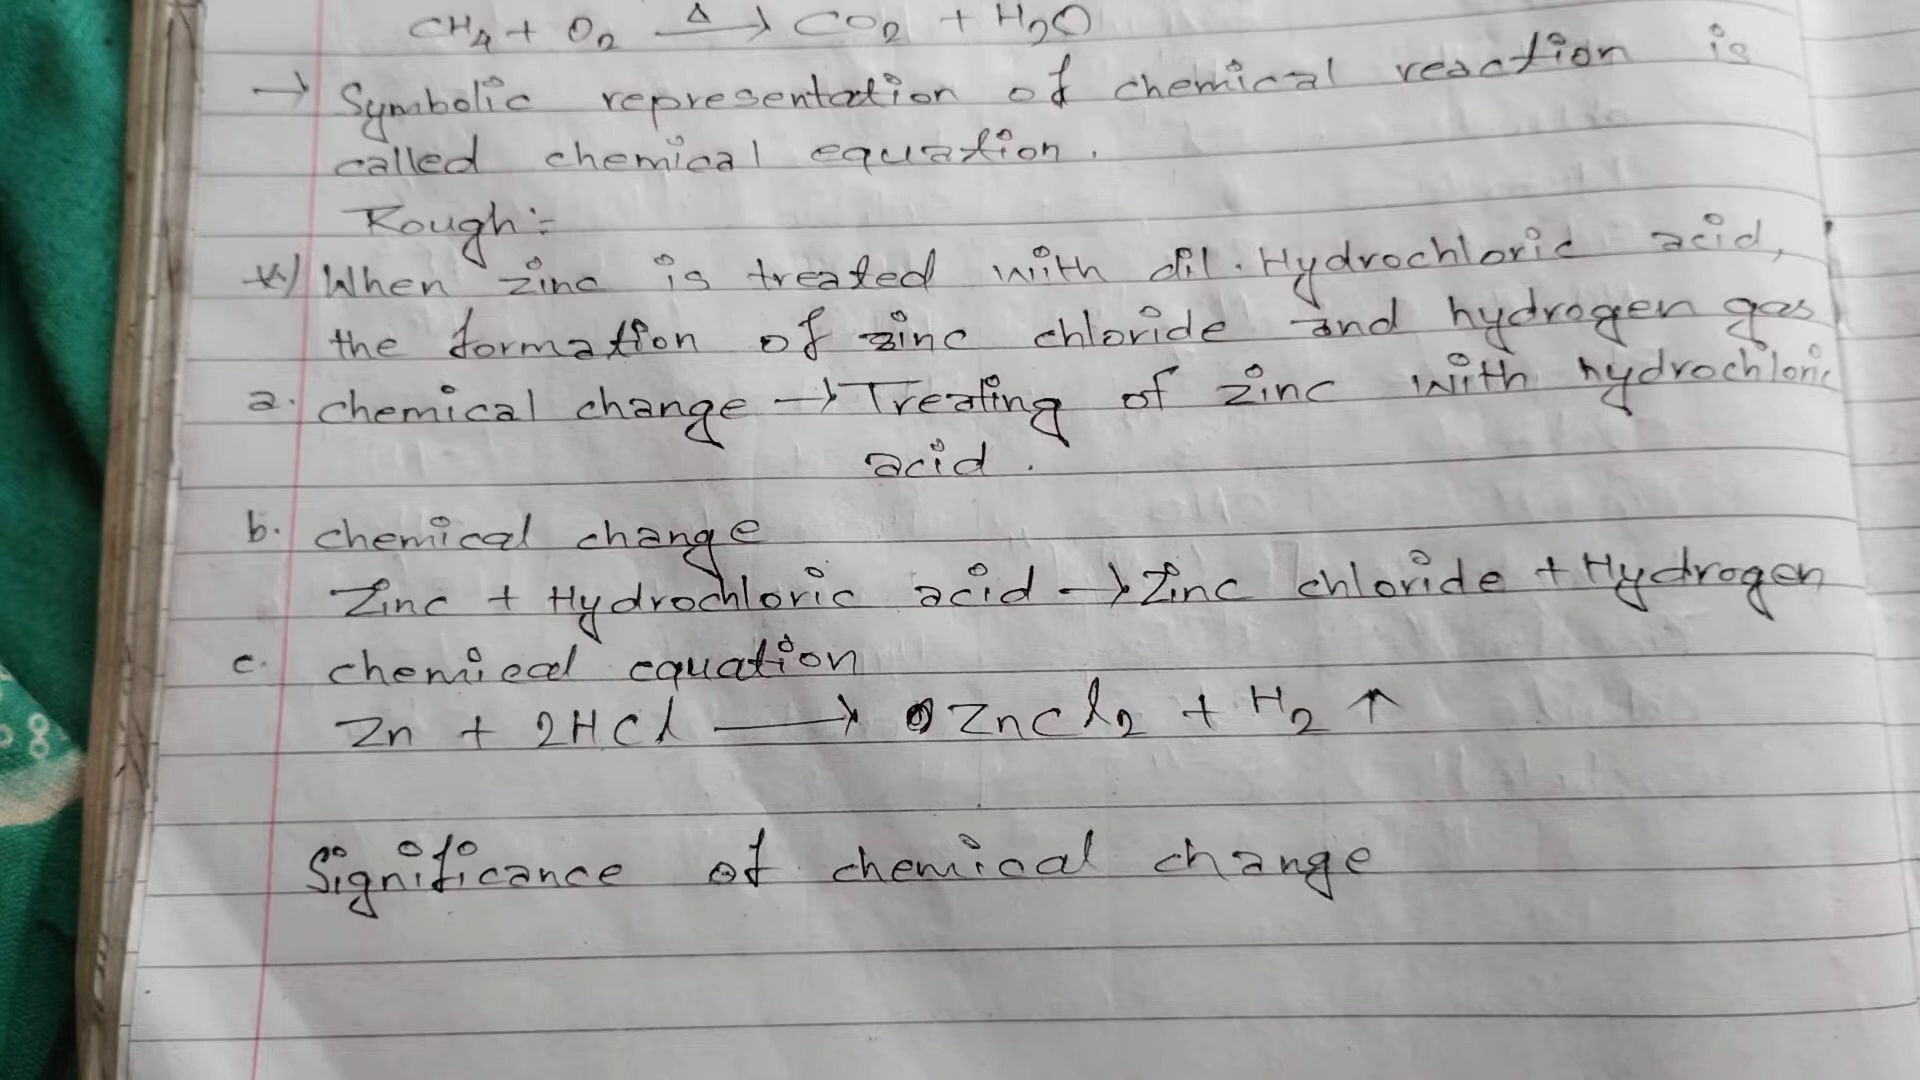 CH₄ + O₂ —Δ→ CO₂ + H₂O
→ Symbolic representation of chemical reaction is
called chemical equation.
Rough:-
*) When zinc is treated with dil. Hydrochloric acid,
the formation of zinc chloride and hydrogen gas
a. chemical change → Treating of zinc with hydrochloric
acid.
b. chemical change
Zinc + Hydrochloric acid → Zinc chloride + Hydrogen
c. chemical equation
Zn + 2HCl ⟶ ZnCl₂ + H₂ ↑
Significance of chemical change